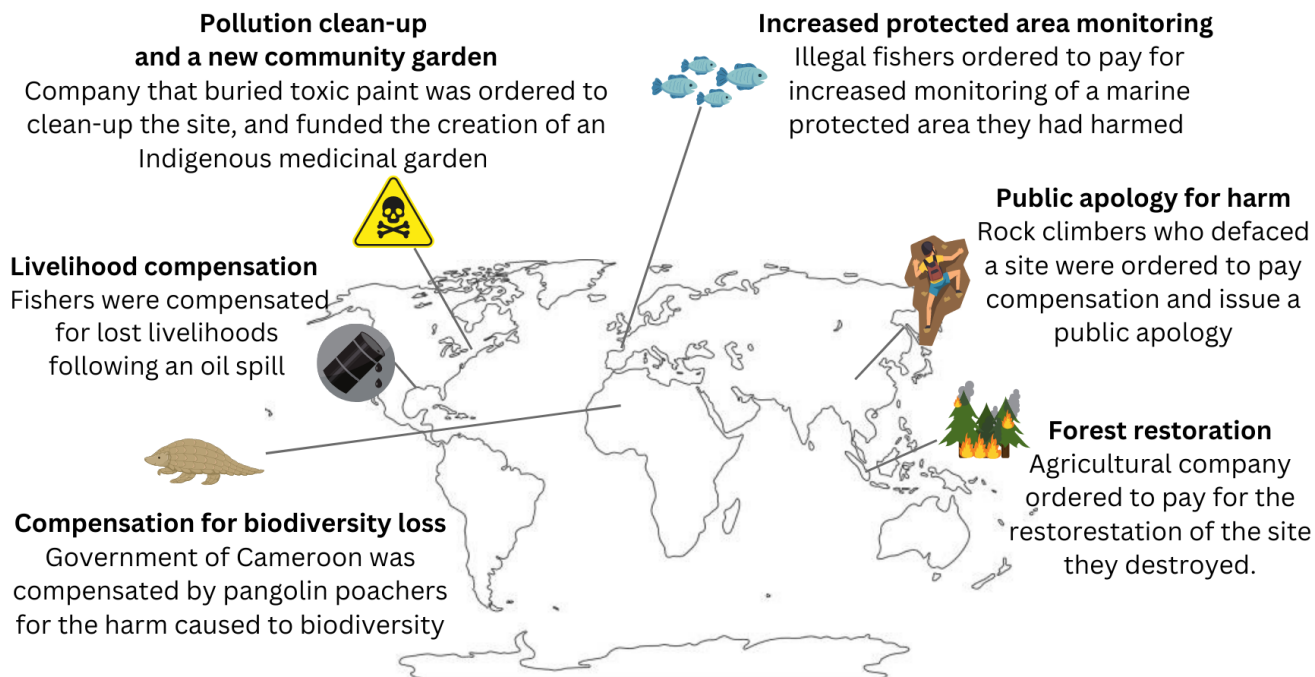 Pollution clean-up
and a new community garden
Company that buried toxic paint was ordered to
clean-up the site, and funded the creation of an
Indigenous medicinal garden
Increased protected area monitoring
Illegal fishers ordered to pay for
increased monitoring of a marine
protected area they had harmed
Public apology for harm
Rock climbers who defaced
a site were ordered to pay
compensation and issue a
public apology
Livelihood compensation
Fishers were compensated
for lost livelihoods
following an oil spill
Forest restoration
Agricultural company
ordered to pay for the
restorestation of the site
they destroyed.
Compensation for biodiversity loss
Government of Cameroon was
compensated by pangolin poachers
for the harm caused to biodiversity